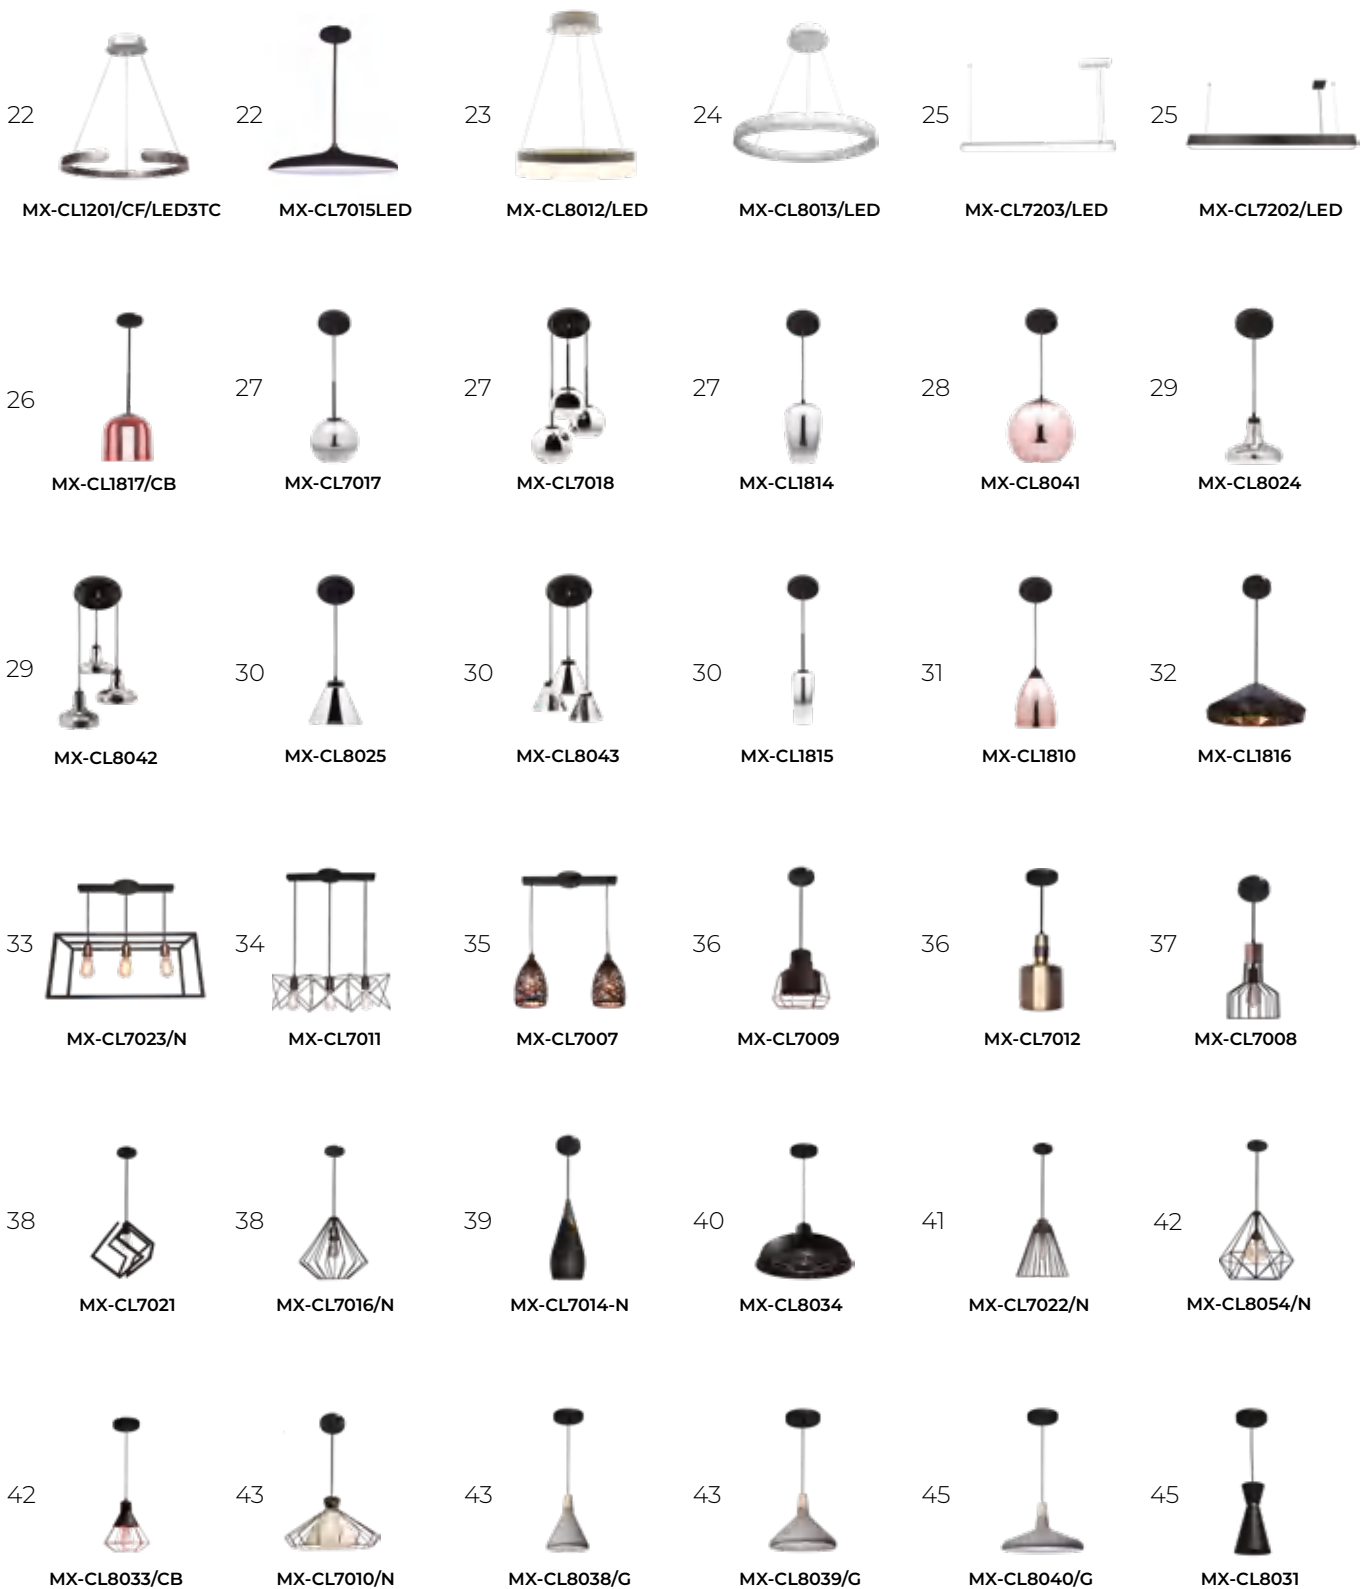 22
22
23
24
25
25
MX-CL1201/CF/LED3TC
MX-CL7015LED
MX-CL8012/LED
MX-CL8013/LED
MX-CL7203/LED
MX-CL7202/LED
26
27
27
27
28
29
MX-CL1817/CB
MX-CL7017
MX-CL7018
MX-CL1814
MX-CL8041
MX-CL8024
29
30
30
30
31
32
MX-CL8042
MX-CL8025
MX-CL8043
MX-CL1815
MX-CL1810
MX-CL1816
33
34
35
36
36
37
MX-CL7023/N
MX-CL7011
MX-CL7007
MX-CL7009
MX-CL7012
MX-CL7008
38
38
39
40
41
42
MX-CL7021
MX-CL7016/N
MX-CL7014-N
MX-CL8034
MX-CL7022/N
MX-CL8054/N
42
43
43
43
45
45
MX-CL8033/CB
MX-CL7010/N
MX-CL8038/G
MX-CL8039/G
MX-CL8040/G
MX-CL8031